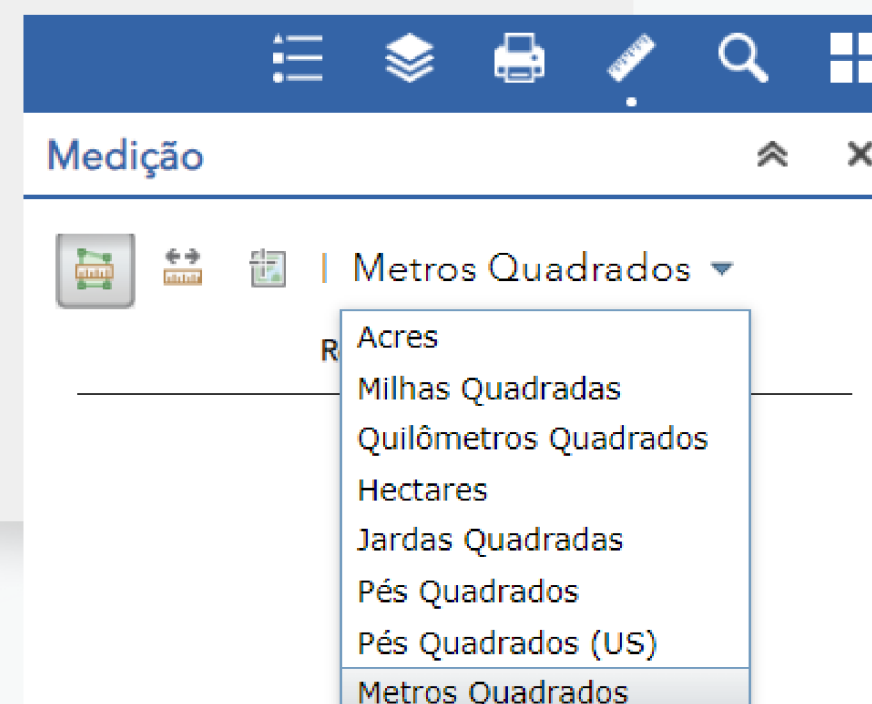 Medição
Metros Quadrados
Acres
Milhas Quadradas
Quilômetros Quadrados
Hectares
Jardas Quadradas
Pés Quadrados
Pés Quadrados (US)
Metros Quadrados